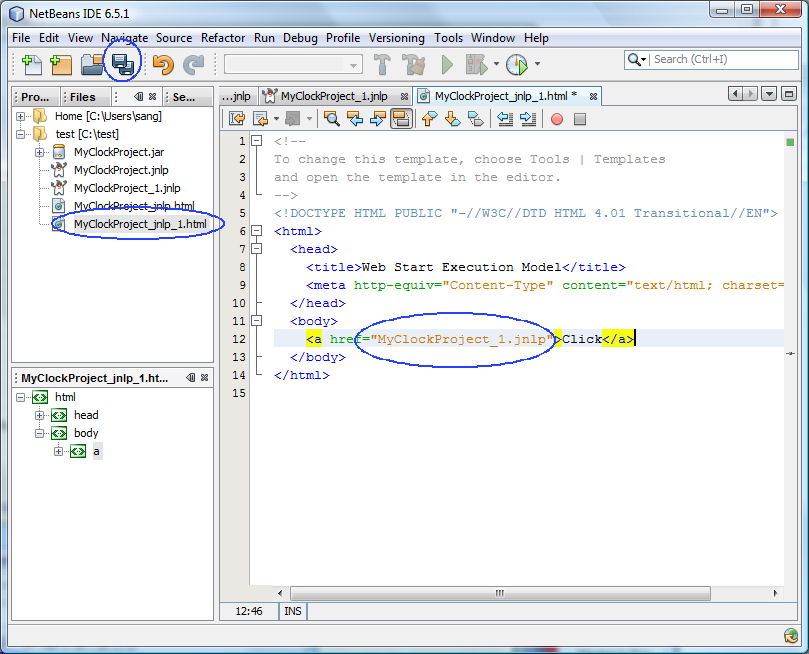 NetBeans IDE 6.5.1
File Edit View Navigate Source Refactor Run Debug Profile Versioning Tools Window Help
Search (Ctrl+I)
Pro... Files Se...
Home [C:\Users\sang]
test [C:\test]
MyClockProject.jar
MyClockProject.jnlp
MyClockProject_1.jnlp
MyClockProject_jnlp.html
MyClockProject_jnlp_1.html
MyClockProject_jnlp_1.ht...
html
head
body
a
...jnlp MyClockProject_1.jnlp MyClockProject_jnlp_1.html *
1 <!--
2 To change this template, choose Tools | Templates
3 and open the template in the editor.
4 -->
5 <!DOCTYPE HTML PUBLIC "-//W3C//DTD HTML 4.01 Transitional//EN">
6 <html>
7 <head>
8 <title>Web Start Execution Model</title>
9 <meta http-equiv="Content-Type" content="text/html; charset=
10 </head>
11 <body>
12 <a href="MyClockProject_1.jnlp">Click</a>
13 </body>
14 </html>
15
12:46 INS